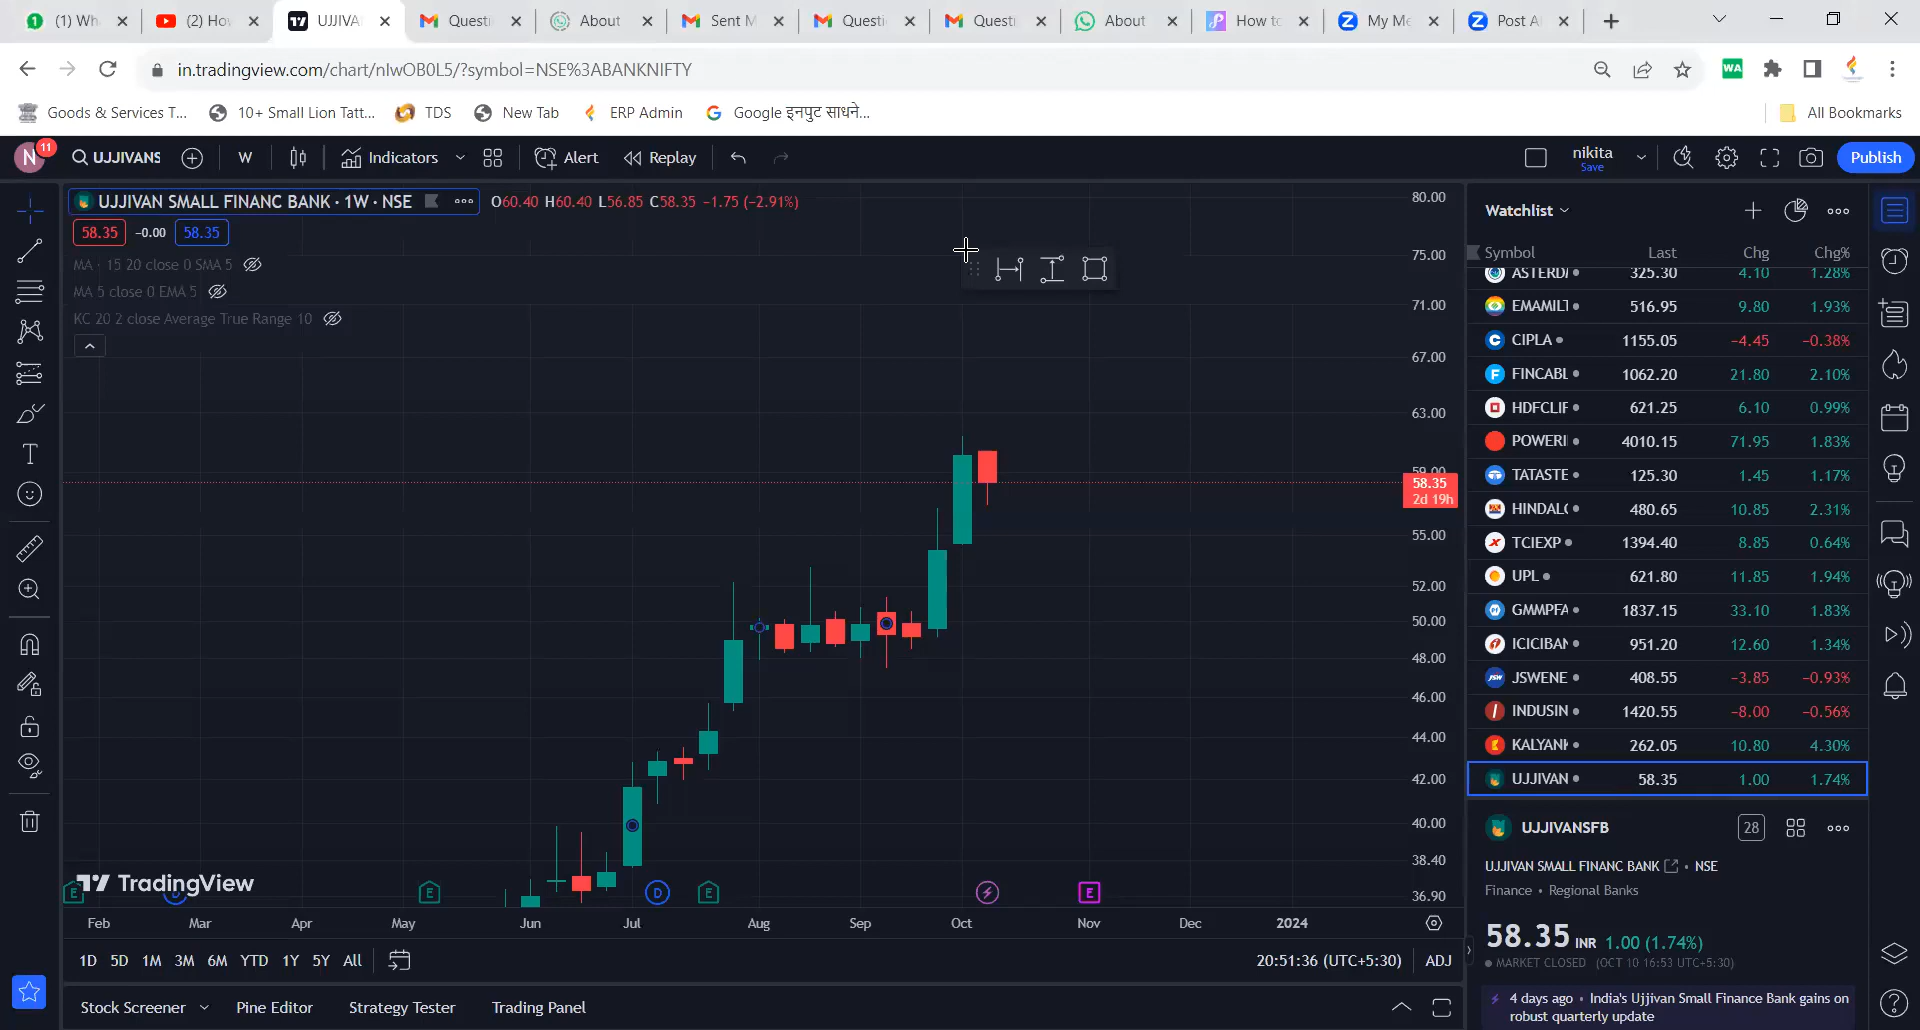 (1) Wh
(2) Hov
UJJIVA
Questi
About
Sent M
Questi
Questi
About
How to
My Me
Post A
in.tradingview.com/chart/nIwOB0L5/?symbol=NSE%3ABANKNIFTY
Goods & Services T... 10+ Small Lion Tatt... TDS New Tab ERP Admin Google इनपुट साधने... All Bookmarks
N 11 UJJIVANS W Indicators Alert Replay nikita Save Publish
UJJIVAN SMALL FINANC BANK · 1W · NSE O60.40 H60.40 L56.85 C58.35 −1.75 (−2.91%)
58.35 -0.00 58.35
MA · 15 20 close 0 SMA 5
MA 5 close 0 EMA 5
KC 20 2 close Average True Range 10
80.00
75.00
71.00
67.00
63.00
59.00
58.35
2d 19h
55.00
52.00
50.00
48.00
46.00
44.00
42.00
40.00
38.40
36.90
TradingView
E D E D E E
Feb Mar Apr May Jun Jul Aug Sep Oct Nov Dec 2024
1D 5D 1M 3M 6M YTD 1Y 5Y All 20:51:36 (UTC+5:30) ADJ
Stock Screener Pine Editor Strategy Tester Trading Panel
Watchlist
Symbol Last Chg Chg%
ASTERD 325.30 4.10 1.28%
EMAMILT 516.95 9.80 1.93%
CIPLA 1155.05 −4.45 −0.38%
FINCABL 1062.20 21.80 2.10%
HDFCLIF 621.25 6.10 0.99%
POWERI 4010.15 71.95 1.83%
TATASTE 125.30 1.45 1.17%
HINDALC 480.65 10.85 2.31%
TCIEXP 1394.40 8.85 0.64%
UPL 621.80 11.85 1.94%
GMMPFA 1837.15 33.10 1.83%
ICICIBAN 951.20 12.60 1.34%
JSWENE 408.55 −3.85 −0.93%
INDUSIN 1420.55 −8.00 −0.56%
KALYANK 262.05 10.80 4.30%
UJJIVAN 58.35 1.00 1.74%
UJJIVANSFB 28
UJJIVAN SMALL FINANC BANK • NSE
Finance • Regional Banks
58.35 INR 1.00 (1.74%)
MARKET CLOSED (OCT 10 16:53 UTC+5:30)
4 days ago • India's Ujjivan Small Finance Bank gains on
robust quarterly update